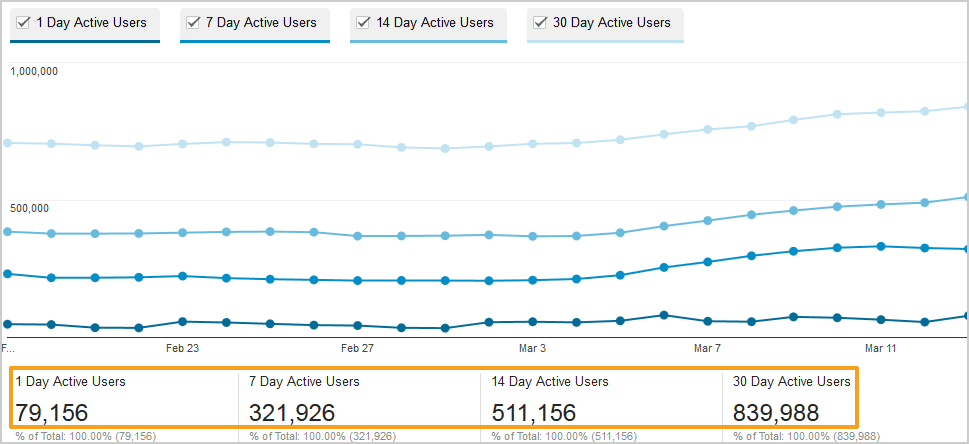 1 Day Active Users 7 Day Active Users 14 Day Active Users 30 Day Active Users
1,000,000
500,000
F... Feb 23 Feb 27 Mar 3 Mar 7 Mar 11
1 Day Active Users 7 Day Active Users 14 Day Active Users 30 Day Active Users
79,156 321,926 511,156 839,988
% of Total: 100.00% (79,156) % of Total: 100.00% (321,926) % of Total: 100.00% (511,156) % of Total: 100.00% (839,988)